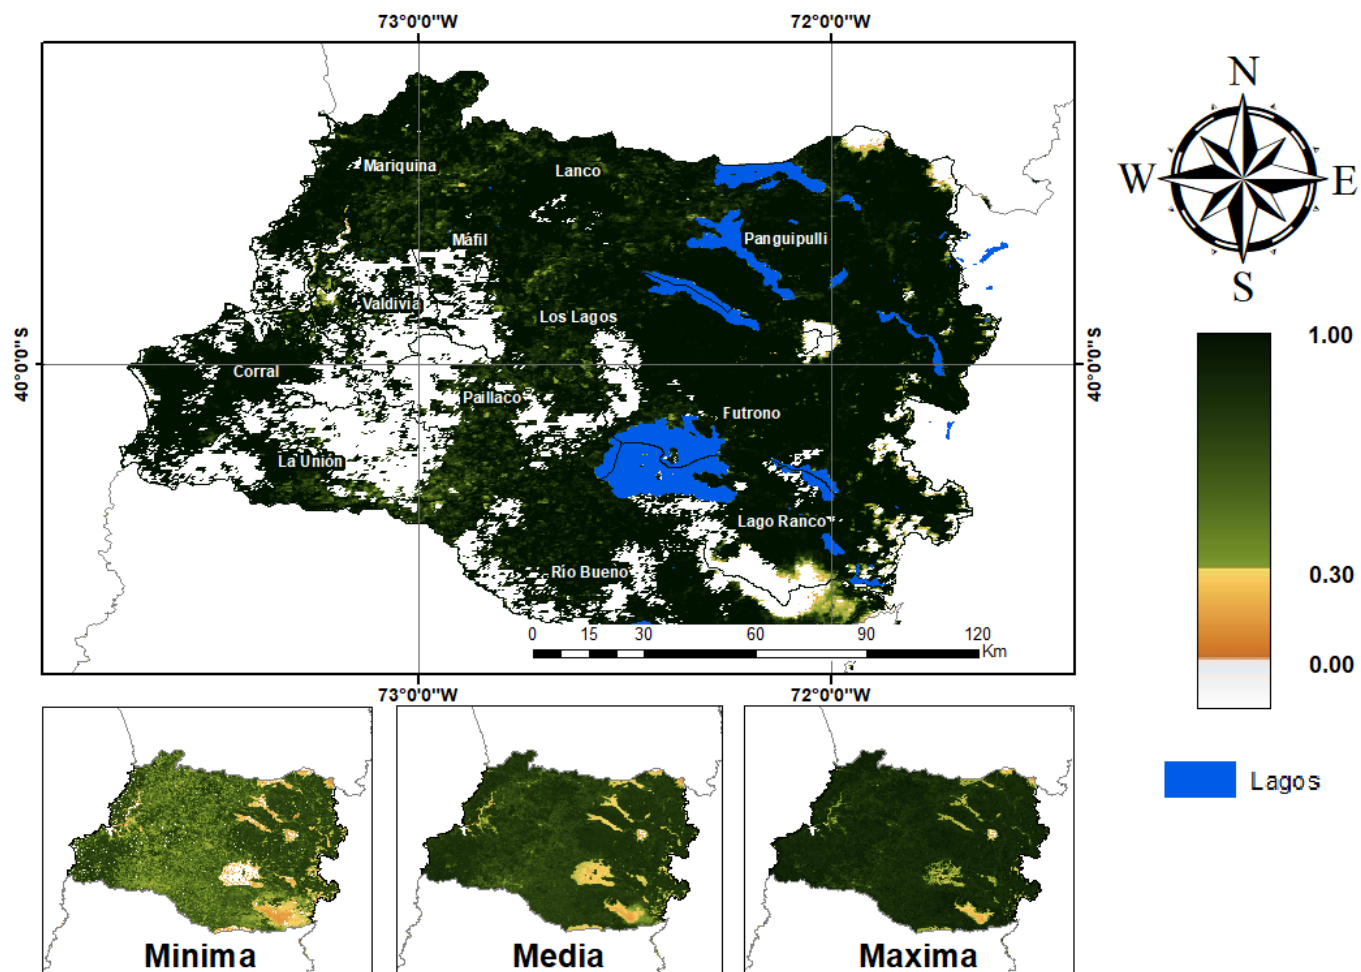 73°0'0"W
72°0'0"W
N
W
E
S
Mariquina
Lanco
Máfil
Panguipulli
Valdivia
Los Lagos
40°0'0"S
40°0'0"S
Corral
Paillaco
Futrono
La Unión
Lago Ranco
Río Bueno
0
15
30
60
90
120
Km
73°0'0"W
72°0'0"W
1.00
0.30
0.00
Lagos
Minima
Media
Maxima